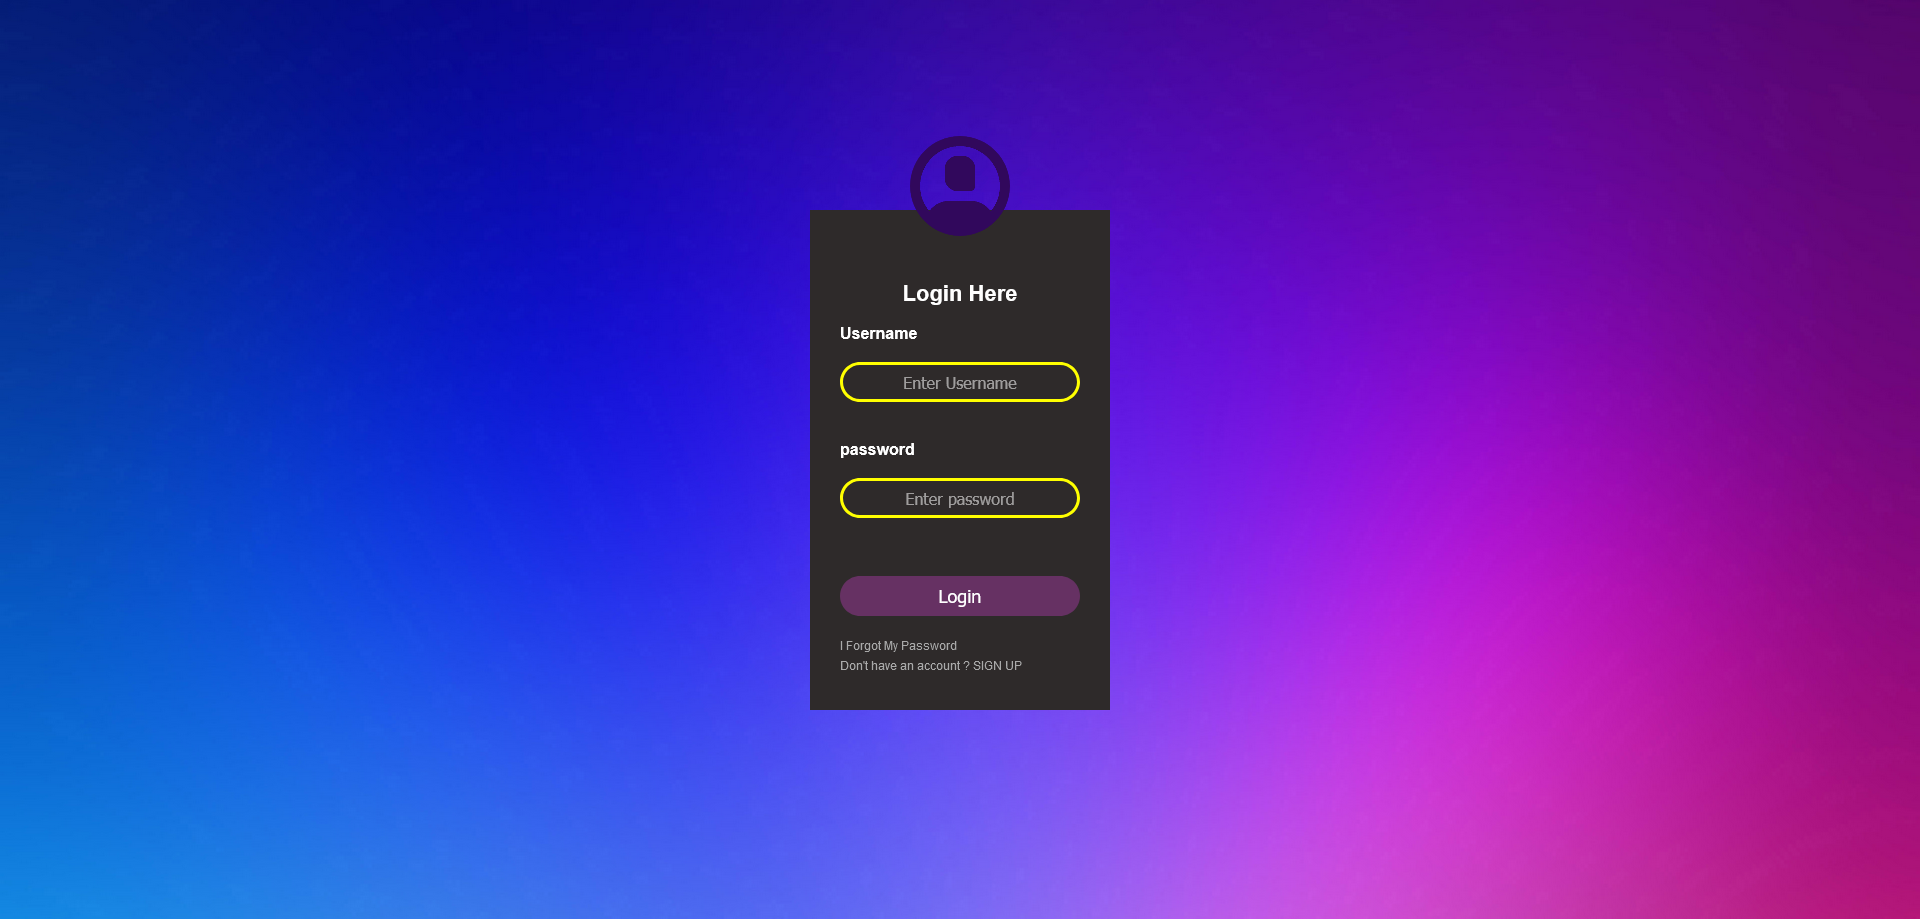 Login Here
Username
Enter Username
password
Enter password
Login
I Forgot My Password
Don't have an account ? SIGN UP